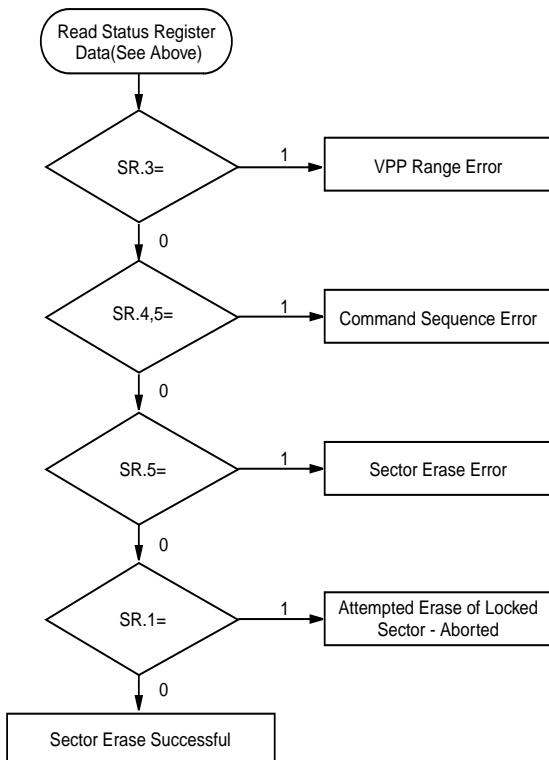 Read Status Register
Data(See Above)
SR.3=
1
VPP Range Error
0
SR.4,5=
1
Command Sequence Error
0
SR.5=
1
Sector Erase Error
0
SR.1=
1
Attempted Erase of Locked
Sector - Aborted
0
Sector Erase Successful